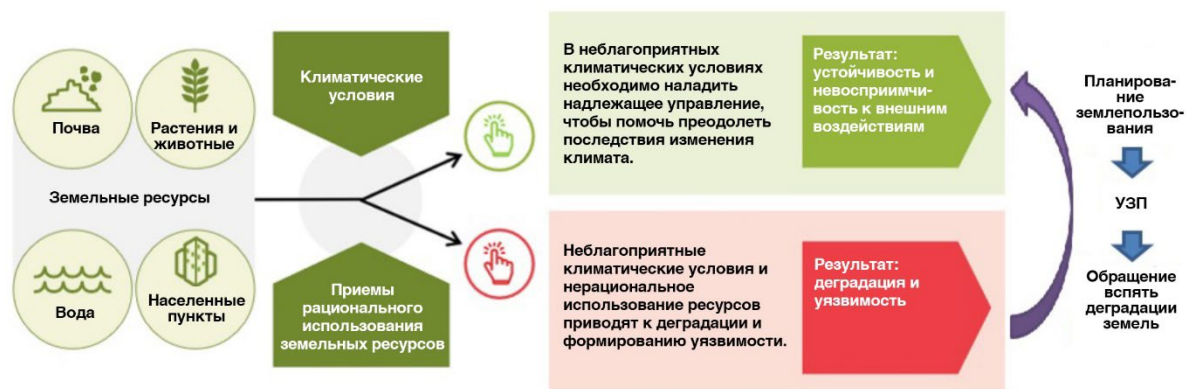 Почва
Растения и
животные
Земельные ресурсы
Вода
Населенные
пункты
Климатические
условия
Приемы
рационального
использования
земельных ресурсов
В неблагоприятных
климатических условиях
необходимо наладить
надлежащее управление,
чтобы помочь преодолеть
последствия изменения
климата.
Результат:
устойчивость и
невосприимчи-
вость к внешним
воздействиям
Неблагоприятные
климатические условия и
нерациональное
использование ресурсов
приводят к деградации и
формированию уязвимости.
Результат:
деградация и
уязвимость
Планирова-
ние
землепользо-
вания
УЗП
Обращение
вспять
деградации
земель